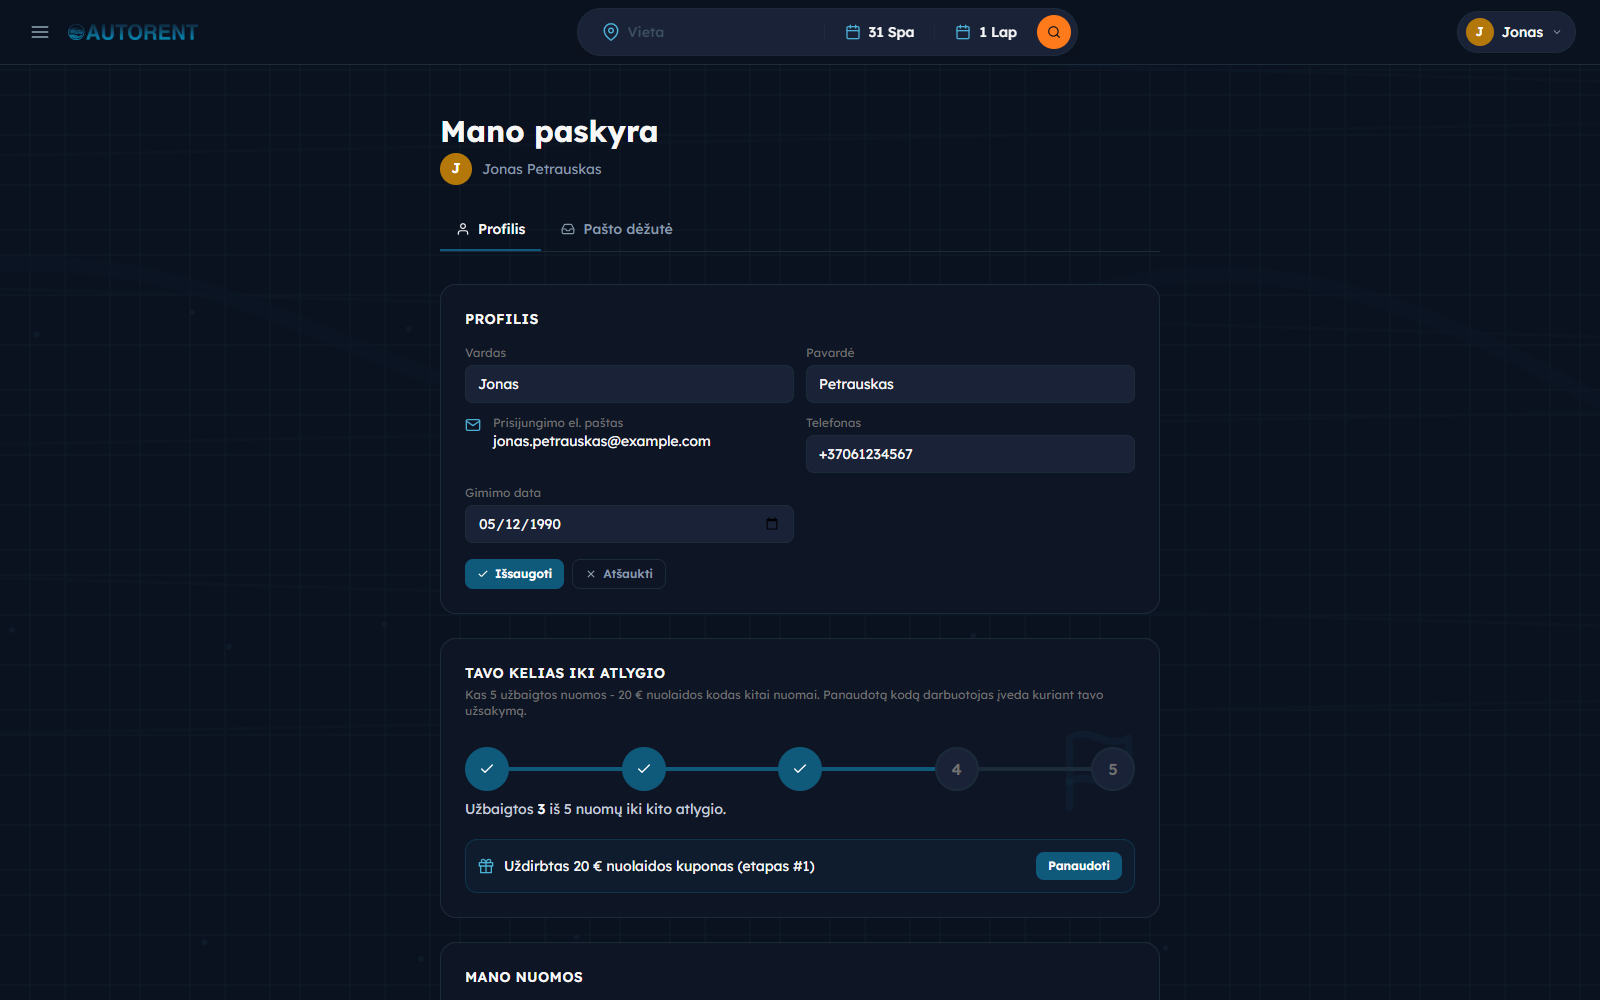 AUTORENT
Vieta
31 Spa
1 Lap
J
Jonas
Mano paskyra
J
Jonas Petrauskas
Profilis
Pašto dėžutė
PROFILIS
Vardas
Pavardė
Jonas
Petrauskas
Prisijungimo el. paštas
jonas.petrauskas@example.com
Telefonas
+37061234567
Gimimo data
05/12/1990
Išsaugoti
Atšaukti
TAVO KELIAS IKI ATLYGIO
Kas 5 užbaigtos nuomos - 20 € nuolaidos kodas kitai nuomai. Panaudotą kodą darbuotojas įveda kuriant tavo
užsakymą.
4
5
Užbaigtos 3 iš 5 nuomų iki kito atlygio.
Uždirbtas 20 € nuolaidos kuponas (etapas #1)
Panaudoti
MANO NUOMOS